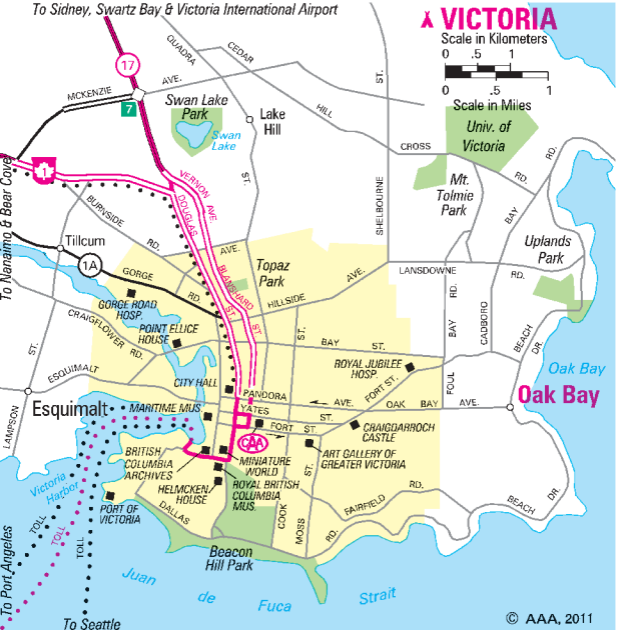 To Sidney, Swartz Bay & Victoria International Airport
VICTORIA
Scale in Kilometers
0 .5 1
0 .5 1
Scale in Miles
QUADRA
CEDAR
HILL
CROSS
RD.
ST.
17
MCKENZIE
AVE.
7
Swan Lake
Park
Swan
Lake
Lake
Hill
Univ. of
Victoria
RD.
1
To Nanaimo & Bear Cove
VERNON
AVE.
DOUGLAS
ST.
SHELBOURNE
ST.
Mt.
Tolmie
Park
BAY
BURNSIDE
RD.
Tillcum
1A
GORGE
RD.
AVE.
BLANSHARD
ST.
ST.
Topaz
Park
HILLSIDE
AVE.
LANSDOWNE
RD.
Uplands
Park
GORGE ROAD
HOSP.
CRAIGFLOWER
RD.
POINT ELLICE
HOUSE
BAY
ST.
ST.
ROYAL JUBILEE
HOSP.
FORT ST.
RD.
BAY
FOUL
CADBORO
BEACH
DR.
Oak Bay
ESQUIMALT
ST.
LAMPSON
CITY HALL
PANDORA
AVE.
OAK BAY
AVE.
Oak Bay
Esquimalt
MARITIME MUS.
YATES
ST.
FORT
ST.
CAA
CRAIGDARROCH
CASTLE
ART GALLERY OF
GREATER VICTORIA
BRITISH
COLUMBIA
ARCHIVES
MINIATURE
WORLD
HELMCKEN
HOUSE
ROYAL BRITISH
COLUMBIA
MUS.
ST.
COOK
MOSS
FAIRFIELD
RD.
RD.
BEACH
DR.
Victoria
Harbor
PORT OF
VICTORIA
DALLAS
TOLL
TOLL
TOLL
Beacon
Hill Park
To Port Angeles
To Seattle
Juan
de
Fuca
Strait
© AAA, 2011